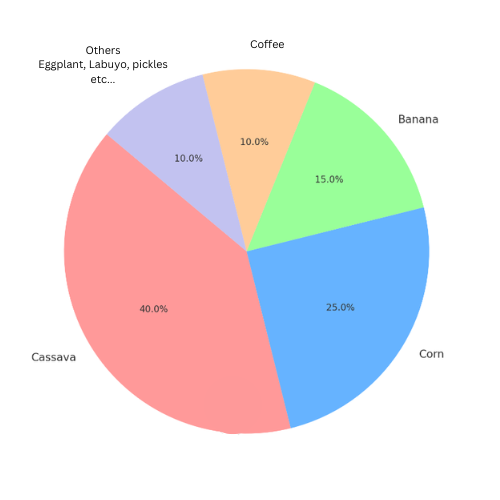 Coffee
Others
Eggplant, Labuyo, pickles
etc...
Banana
10.0%
10.0%
15.0%
40.0%
25.0%
Cassava
Corn